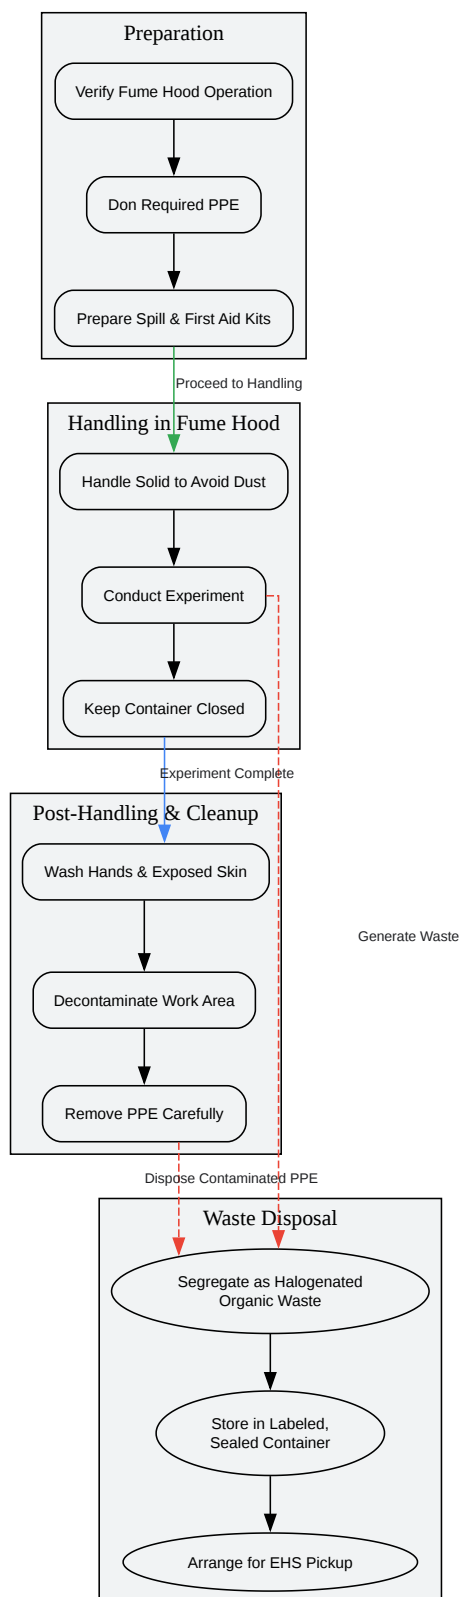 Preparation
Verify Fume Hood Operation
Don Required PPE
Prepare Spill & First Aid Kits
Proceed to Handling
Handling in Fume Hood
Handle Solid to Avoid Dust
Conduct Experiment
Keep Container Closed
Experiment Complete
Post-Handling & Cleanup
Wash Hands & Exposed Skin
Generate Waste
Decontaminate Work Area
Remove PPE Carefully
Dispose Contaminated PPE
Waste Disposal
Segregate as Halogenated
Organic Waste
Store in Labeled,
Sealed Container
Arrange for EHS Pickup